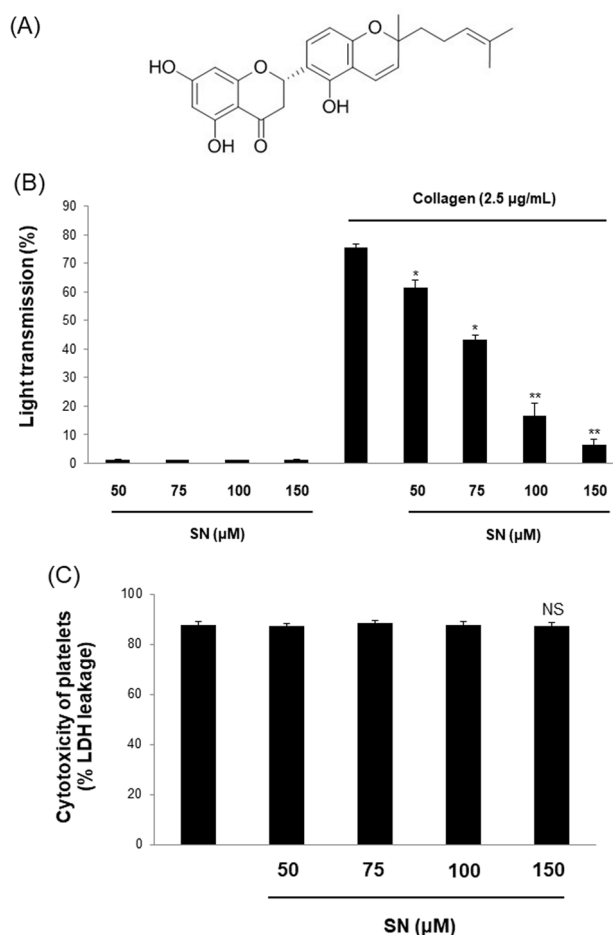 (A)
O
HO
O
OH
OH
O
(B)
Collagen (2.5 µg/mL)
Light transmission (%)
90
80
70
60
50
40
30
20
10
0
*
*
**
**
50 75 100 150 50 75 100 150
SN (µM) SN (µM)
(C)
Cytotoxicity of platelets
(% LDH leakage)
100
80
60
40
20
0
NS
50 75 100 150
SN (µM)